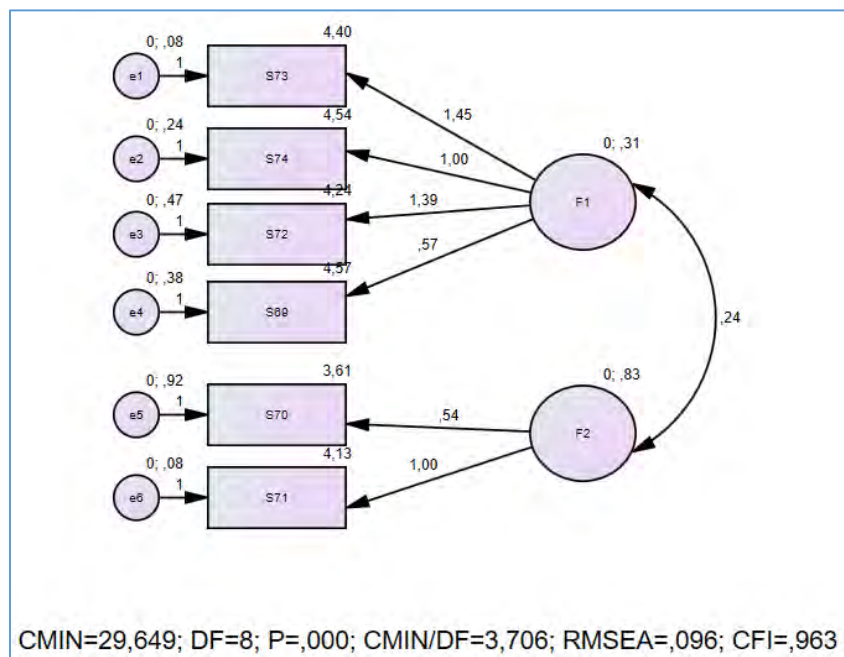 4,40
0; ,08
1
e1
S73
4,54
1,45
0; ,24
1
e2
S74
1,00
0; ,31
4,24
0; ,47
1
e3
S72
1,39
F1
4,57
,57
0; ,38
1
e4
S69
,24
3,61
0; ,92
1
e5
S70
,54
0; ,83
4,13
F2
0; ,08
1
e6
S71
1,00
CMIN=29,649; DF=8; P=,000; CMIN/DF=3,706; RMSEA=,096; CFI=,963